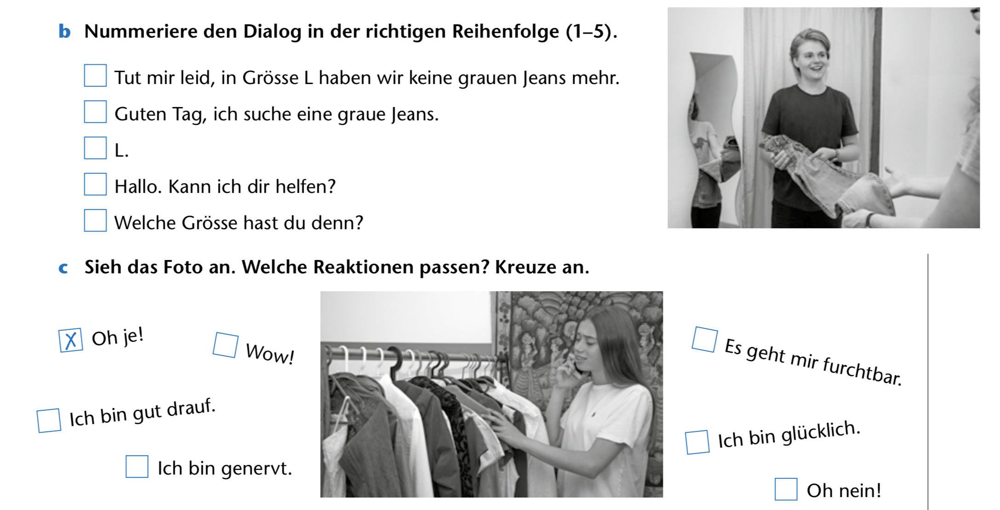 b Nummeriere den Dialog in der richtigen Reihenfolge (1–5).
Tut mir leid, in Grösse L haben wir keine grauen Jeans mehr.
Guten Tag, ich suche eine graue Jeans.
L.
Hallo. Kann ich dir helfen?
Welche Grösse hast du denn?
c Sieh das Foto an. Welche Reaktionen passen? Kreuze an.
X Oh je!
Wow!
Ich bin gut drauf.
Ich bin genervt.
Es geht mir furchtbar.
Ich bin glücklich.
Oh nein!